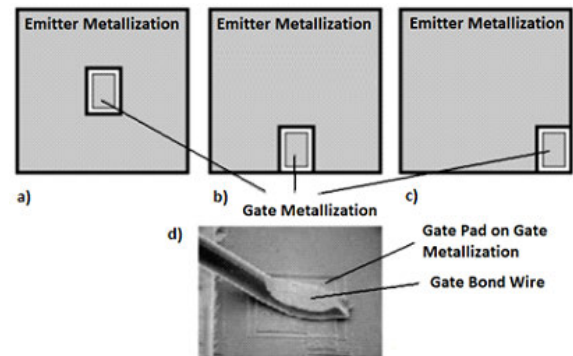 Emitter Metallization
Emitter Metallization
Emitter Metallization
a)
b)
c)
Gate Metallization
d)
Gate Pad on Gate
Metallization
Gate Bond Wire